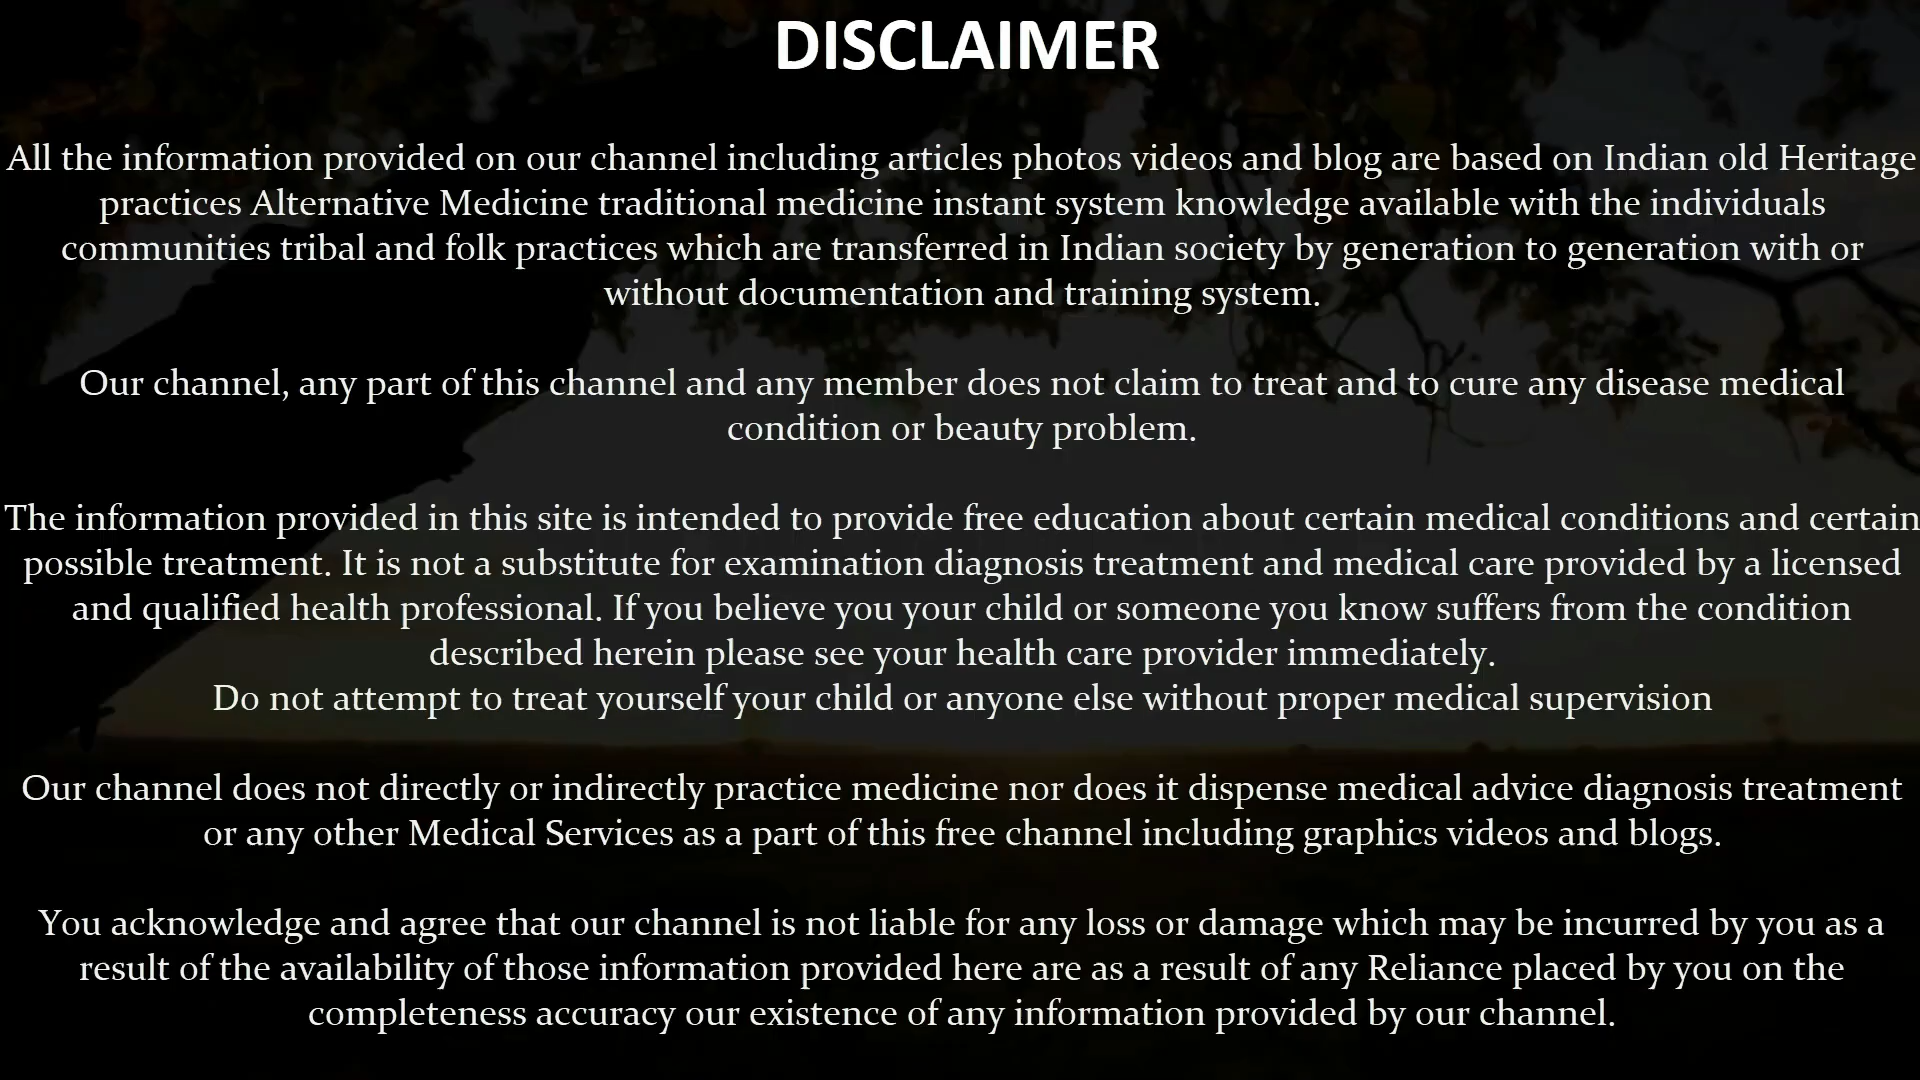 DISCLAIMER
All the information provided on our channel including articles photos videos and blog are based on Indian old Heritage
practices Alternative Medicine traditional medicine instant system knowledge available with the individuals
communities tribal and folk practices which are transferred in Indian society by generation to generation with or
without documentation and training system.
Our channel, any part of this channel and any member does not claim to treat and to cure any disease medical
condition or beauty problem.
The information provided in this site is intended to provide free education about certain medical conditions and certain
possible treatment. It is not a substitute for examination diagnosis treatment and medical care provided by a licensed
and qualified health professional. If you believe you your child or someone you know suffers from the condition
described herein please see your health care provider immediately.
Do not attempt to treat yourself your child or anyone else without proper medical supervision
Our channel does not directly or indirectly practice medicine nor does it dispense medical advice diagnosis treatment
or any other Medical Services as a part of this free channel including graphics videos and blogs.
You acknowledge and agree that our channel is not liable for any loss or damage which may be incurred by you as a
result of the availability of those information provided here are as a result of any Reliance placed by you on the
completeness accuracy our existence of any information provided by our channel.